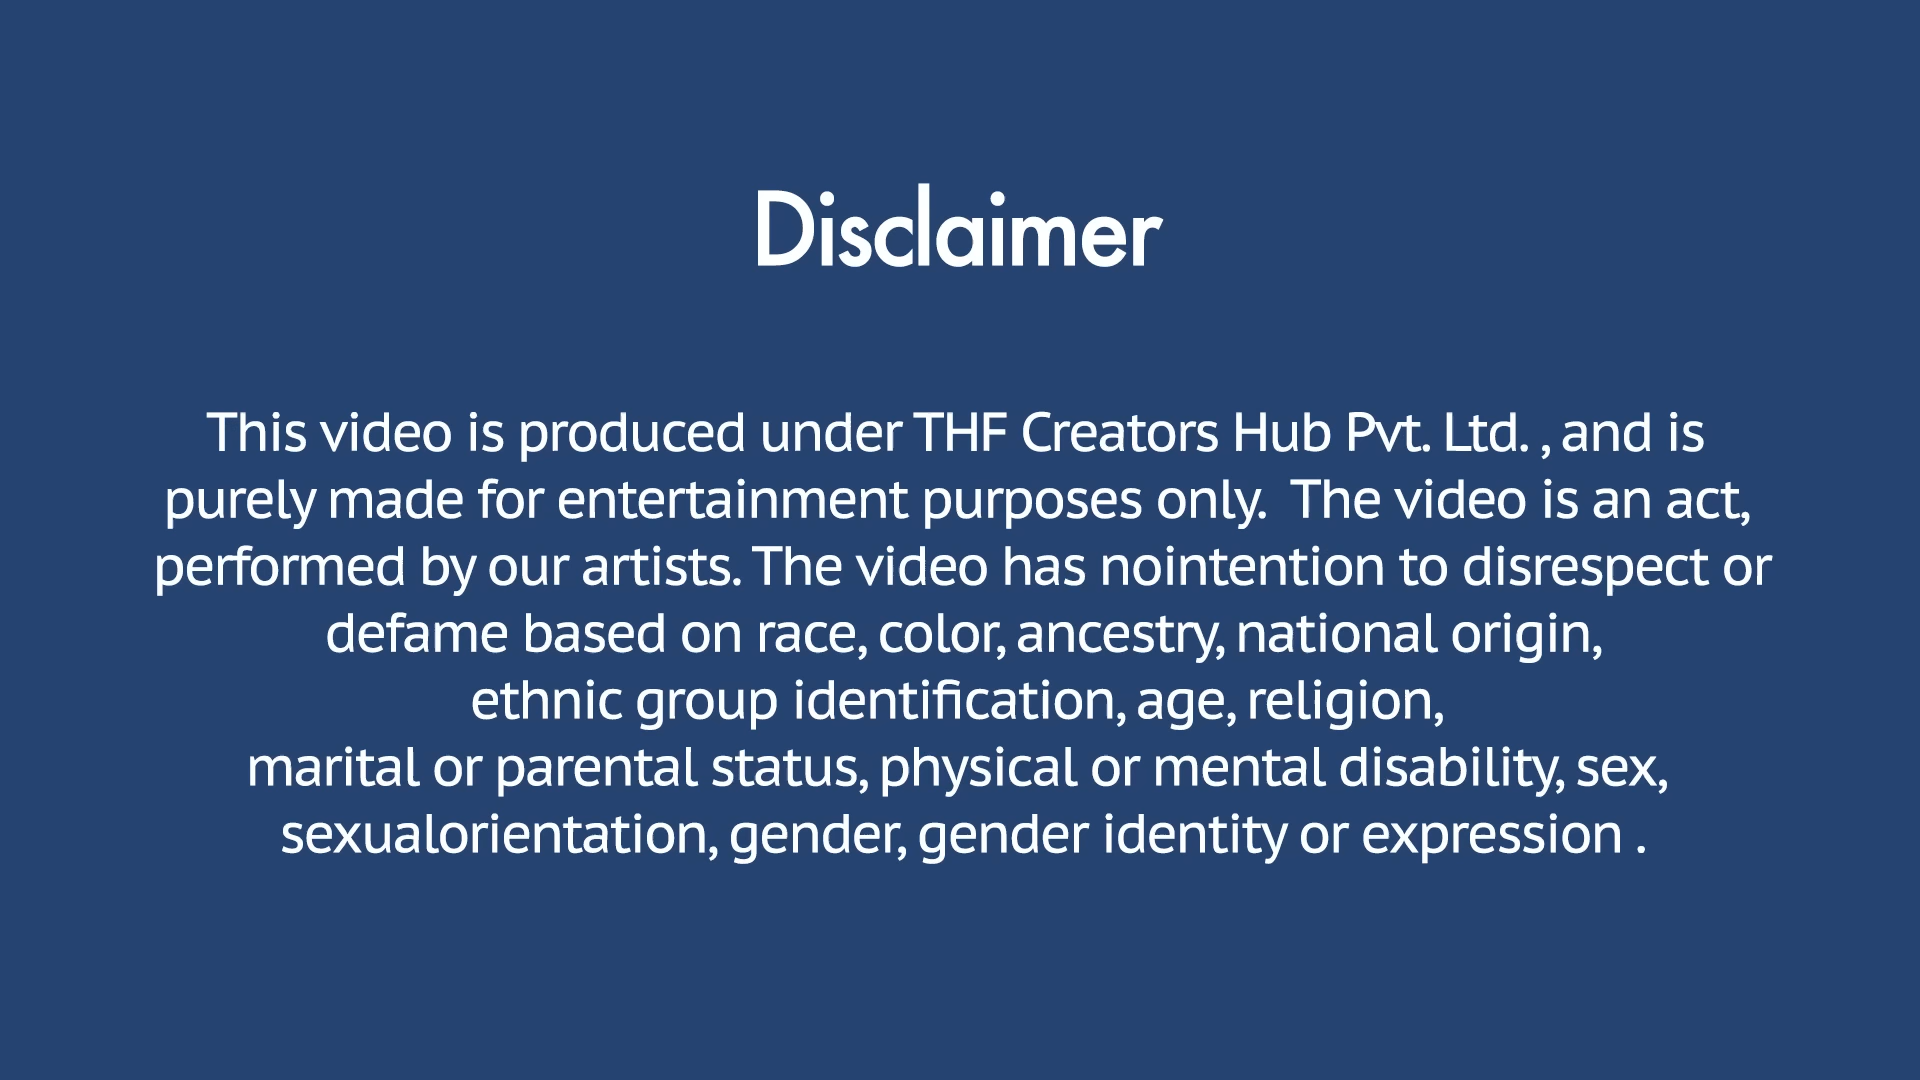 Disclaimer
This video is produced under THF Creators Hub Pvt. Ltd. , and is
purely made for entertainment purposes only.  The video is an act,
performed by our artists. The video has nointention to disrespect or
defame based on race, color, ancestry, national origin,
ethnic group identification, age, religion,
marital or parental status, physical or mental disability, sex,
sexualorientation, gender, gender identity or expression .